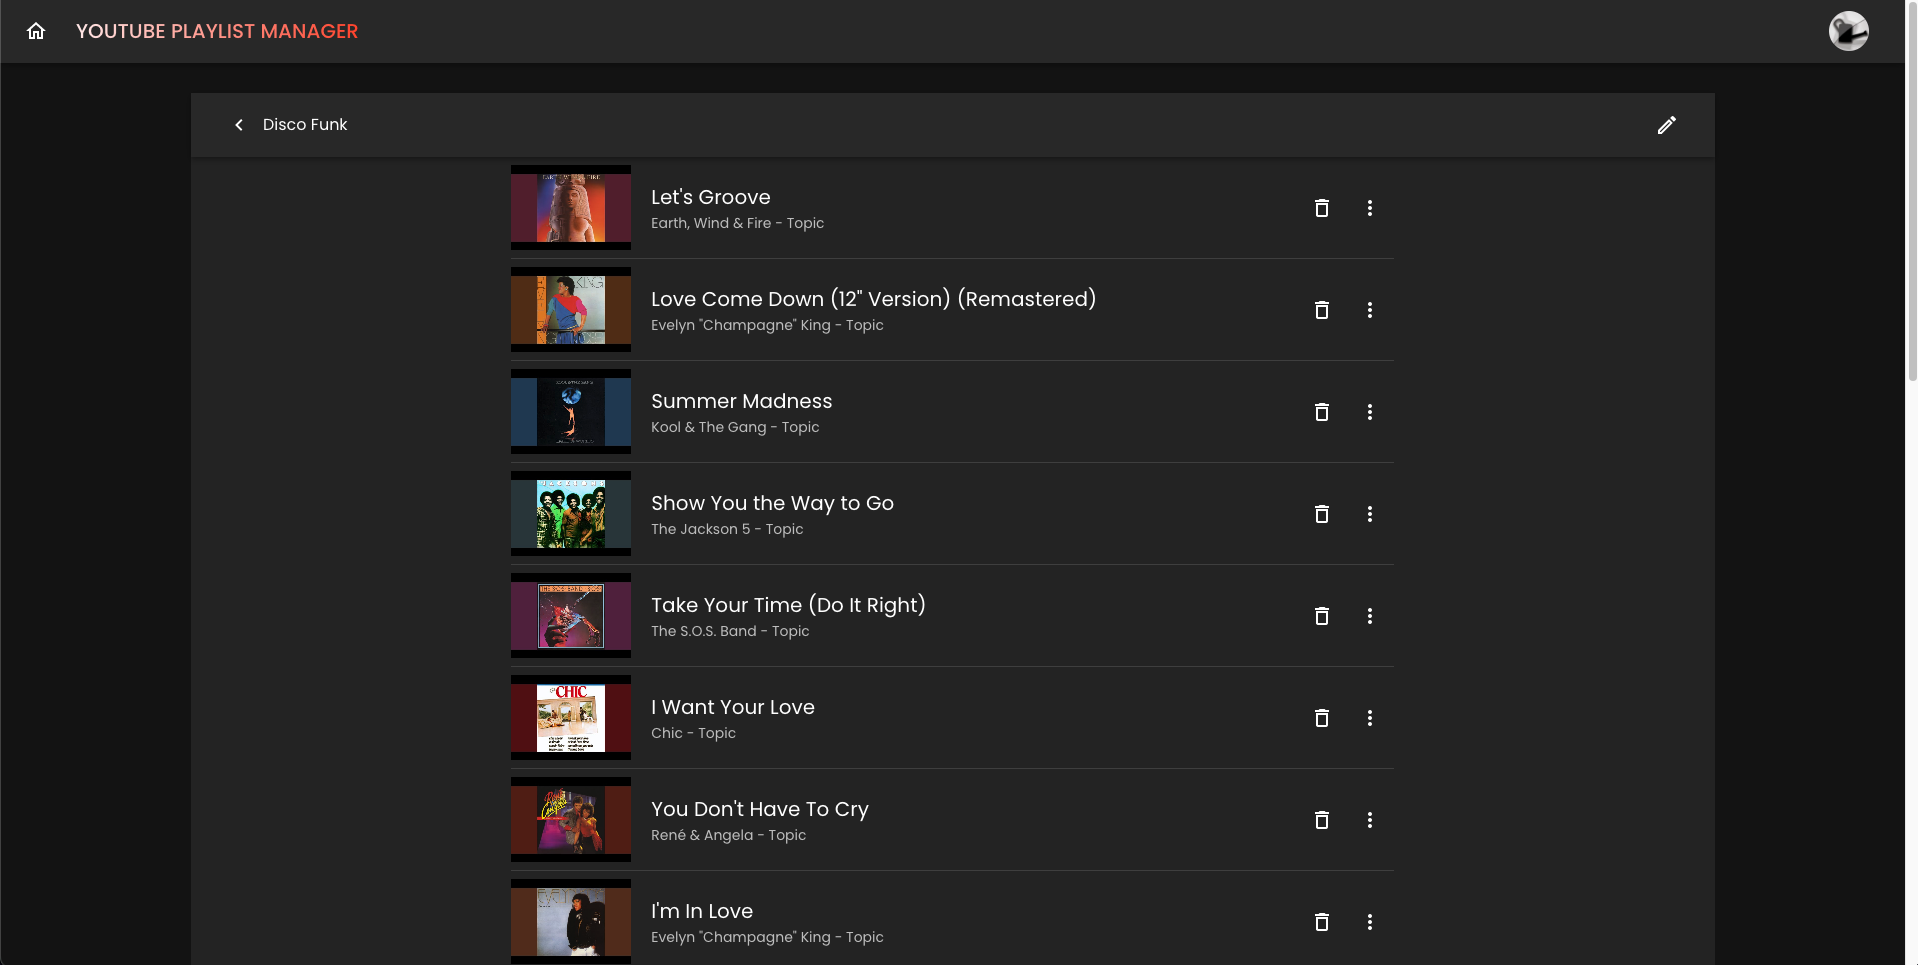 YOUTUBE PLAYLIST MANAGER
Disco Funk
Let's Groove
Earth, Wind & Fire - Topic
KING
Love Come Down (12" Version) (Remastered)
Evelyn "Champagne" King - Topic
Summer Madness
Kool & The Gang - Topic
Show You the Way to Go
The Jackson 5 - Topic
Take Your Time (Do It Right)
The S.O.S. Band - Topic
CHIC
I Want Your Love
Chic - Topic
You Don't Have To Cry
René & Angela - Topic
I'm In Love
Evelyn "Champagne" King - Topic